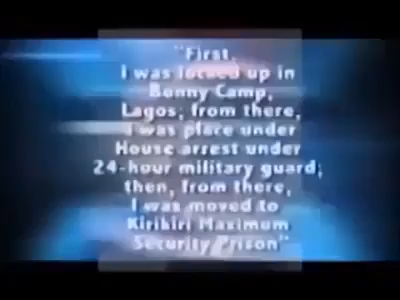 "First,
I was locked up in
Bonny Camp,
Lagos; from there,
I was place under
House arrest under
24-hour military guard;
then, from there,
I was moved to
Kirikiri Maximum
Security Prison"